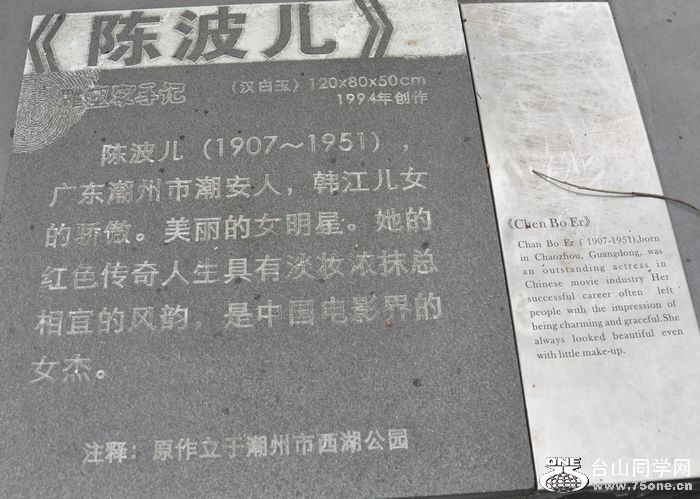 《陈波儿》
雕塑家手记
（汉白玉）120x80x50cm
1994年创作
陈波儿（1907～1951），
广东潮州市潮安人，韩江儿女
的骄傲。美丽的女明星。她的
红色传奇人生具有淡妆浓抹总
相宜的风韵 是中国电影界的
女杰。
注释：原作立于潮州市西湖公园
《Chen Bo Er》
Chan Bo Er ( 1907-1951),born
in Chaozhou, Guangdong, was
an outstanding actress in
Chinese movie industry Her
successful career often left
people with the impression of
being charming and graceful.She
always looked beautiful even
with little make-up.
ONE
台山同学网
www.75one.cn